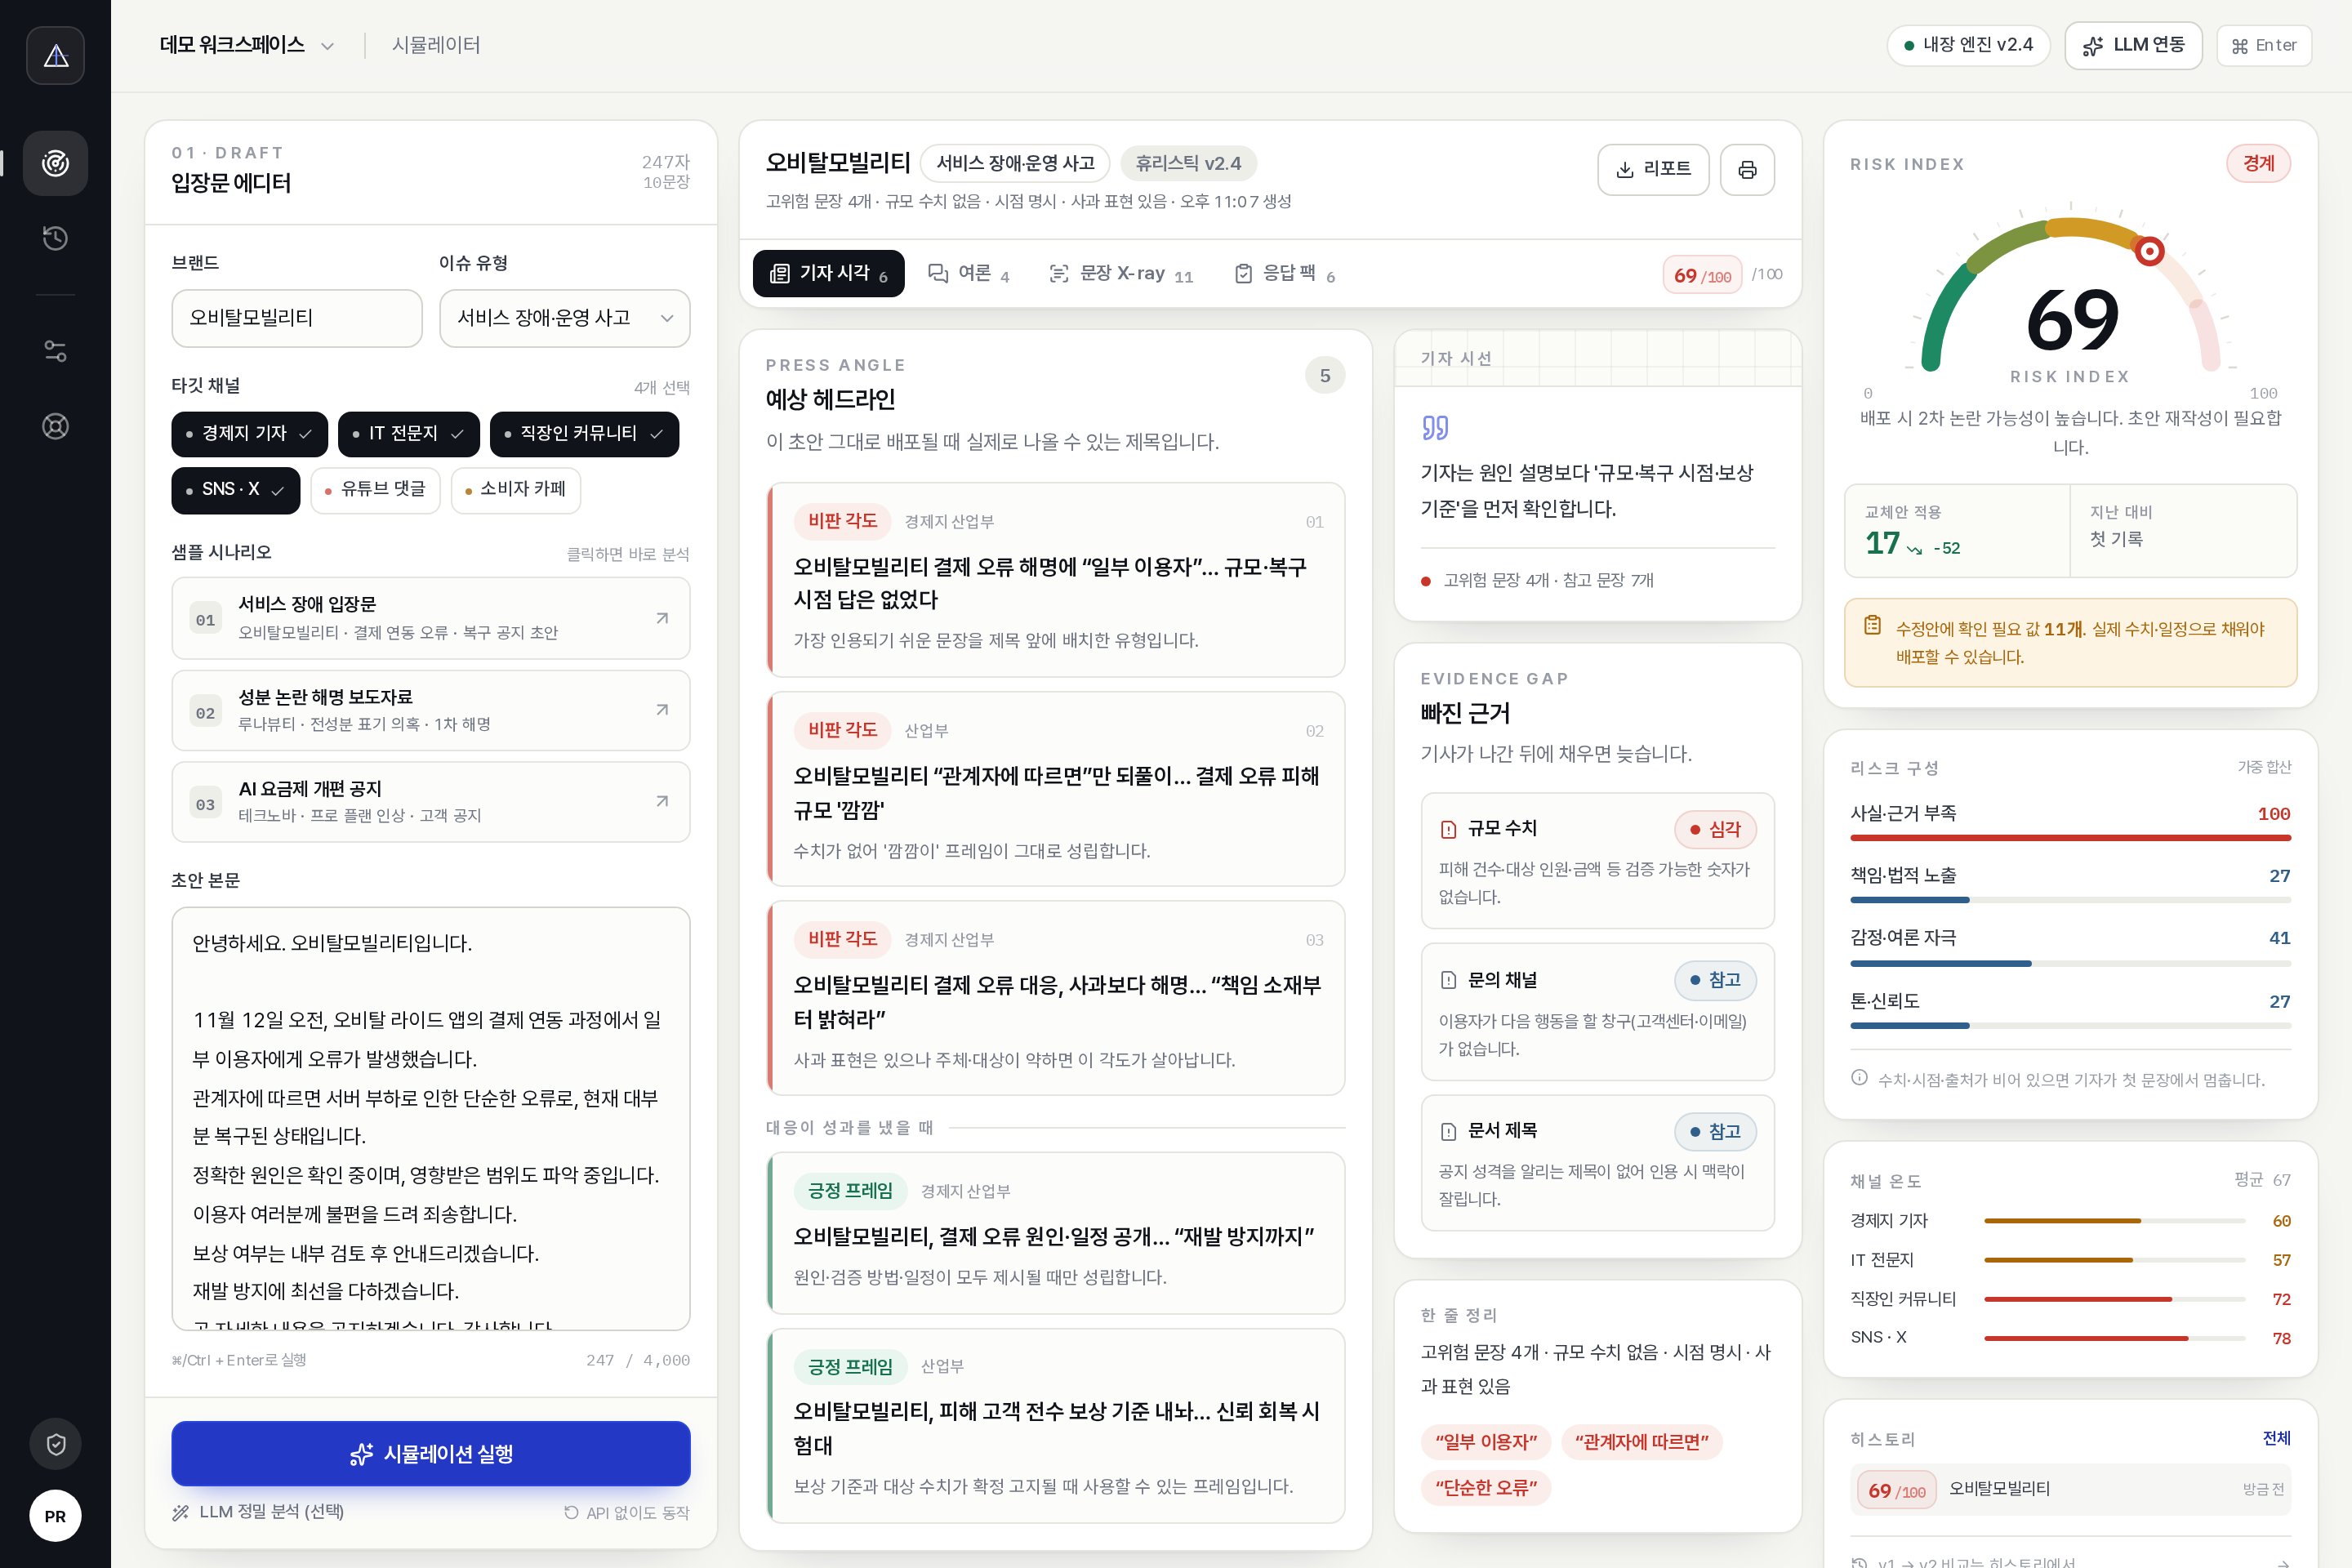 데모 워크스페이스
시뮬레이터
내장 엔진 v2.4
LLM 연동
⌘ Enter
01 · DRAFT
입장문 에디터
247자
10문장
브랜드
이슈 유형
오비탈모빌리티
서비스 장애·운영 사고
타깃 채널
4개 선택
경제지 기자
IT 전문지
직장인 커뮤니티
SNS · X
유튜브 댓글
소비자 카페
샘플 시나리오
클릭하면 바로 분석
01
서비스 장애 입장문
오비탈모빌리티 · 결제 연동 오류 · 복구 공지 초안
02
성분 논란 해명 보도자료
루나뷰티 · 전성분 표기 의혹 · 1차 해명
03
AI 요금제 개편 공지
테크노바 · 프로 플랜 인상 · 고객 공지
초안 본문
안녕하세요. 오비탈모빌리티입니다.
11월 12일 오전, 오비탈 라이드 앱의 결제 연동 과정에서 일
부 이용자에게 오류가 발생했습니다.
관계자에 따르면 서버 부하로 인한 단순한 오류로, 현재 대부
분 복구된 상태입니다.
정확한 원인은 확인 중이며, 영향받은 범위도 파악 중입니다.
이용자 여러분께 불편을 드려 죄송합니다.
보상 여부는 내부 검토 후 안내드리겠습니다.
재발 방지에 최선을 다하겠습니다.
곧 자세한 내용을 공지하겠습니다. 감사합니다.
⌘/Ctrl + Enter로 실행
247 / 4,000
시뮬레이션 실행
LLM 정밀 분석 (선택)
API 없이도 동작
PR
오비탈모빌리티
서비스 장애·운영 사고
휴리스틱 v2.4
고위험 문장 4개 · 규모 수치 없음 · 시점 명시 · 사과 표현 있음 · 오후 11:07 생성
리포트
기자 시각 6
여론 4
문장 X-ray 11
응답 팩 6
69 /100
/100
PRESS ANGLE
예상 헤드라인
5
이 초안 그대로 배포될 때 실제로 나올 수 있는 제목입니다.
비판 각도
경제지 산업부
01
오비탈모빌리티 결제 오류 해명에 “일부 이용자”… 규모·복구
시점 답은 없었다
가장 인용되기 쉬운 문장을 제목 앞에 배치한 유형입니다.
비판 각도
산업부
02
오비탈모빌리티 “관계자에 따르면”만 되풀이… 결제 오류 피해
규모 '깜깜'
수치가 없어 '깜깜이' 프레임이 그대로 성립합니다.
비판 각도
경제지 산업부
03
오비탈모빌리티 결제 오류 대응, 사과보다 해명… “책임 소재부
터 밝혀라”
사과 표현은 있으나 주체·대상이 약하면 이 각도가 살아납니다.
대응이 성과를 냈을 때
긍정 프레임
경제지 산업부
오비탈모빌리티, 결제 오류 원인·일정 공개… “재발 방지까지”
원인·검증 방법·일정이 모두 제시될 때만 성립합니다.
긍정 프레임
산업부
오비탈모빌리티, 피해 고객 전수 보상 기준 내놔… 신뢰 회복 시
험대
보상 기준과 대상 수치가 확정 고지될 때 사용할 수 있는 프레임입니다.
기자 시선
기자는 원인 설명보다 '규모·복구 시점·보상
기준'을 먼저 확인합니다.
고위험 문장 4개 · 참고 문장 7개
EVIDENCE GAP
빠진 근거
기사가 나간 뒤에 채우면 늦습니다.
규모 수치
심각
피해 건수·대상 인원·금액 등 검증 가능한 숫자가
없습니다.
문의 채널
참고
이용자가 다음 행동을 할 창구(고객센터·이메일)
가 없습니다.
문서 제목
참고
공지 성격을 알리는 제목이 없어 인용 시 맥락이
잘립니다.
한 줄 정리
고위험 문장 4개 · 규모 수치 없음 · 시점 명시 · 사
과 표현 있음
“일부 이용자”
“관계자에 따르면”
“단순한 오류”
RISK INDEX
경계
69
RISK INDEX
0
100
배포 시 2차 논란 가능성이 높습니다. 초안 재작성이 필요합
니다.
교체안 적용
17 -52
지난 대비
첫 기록
수정안에 확인 필요 값 11개. 실제 수치·일정으로 채워야
배포할 수 있습니다.
리스크 구성
가중 합산
사실·근거 부족
100
책임·법적 노출
27
감정·여론 자극
41
톤·신뢰도
27
수치·시점·출처가 비어 있으면 기자가 첫 문장에서 멈춥니다.
채널 온도
평균 67
경제지 기자
60
IT 전문지
57
직장인 커뮤니티
72
SNS · X
78
히스토리
전체
69 /100
오비탈모빌리티
방금 전
v1 → v2 비교는 히스토리에서